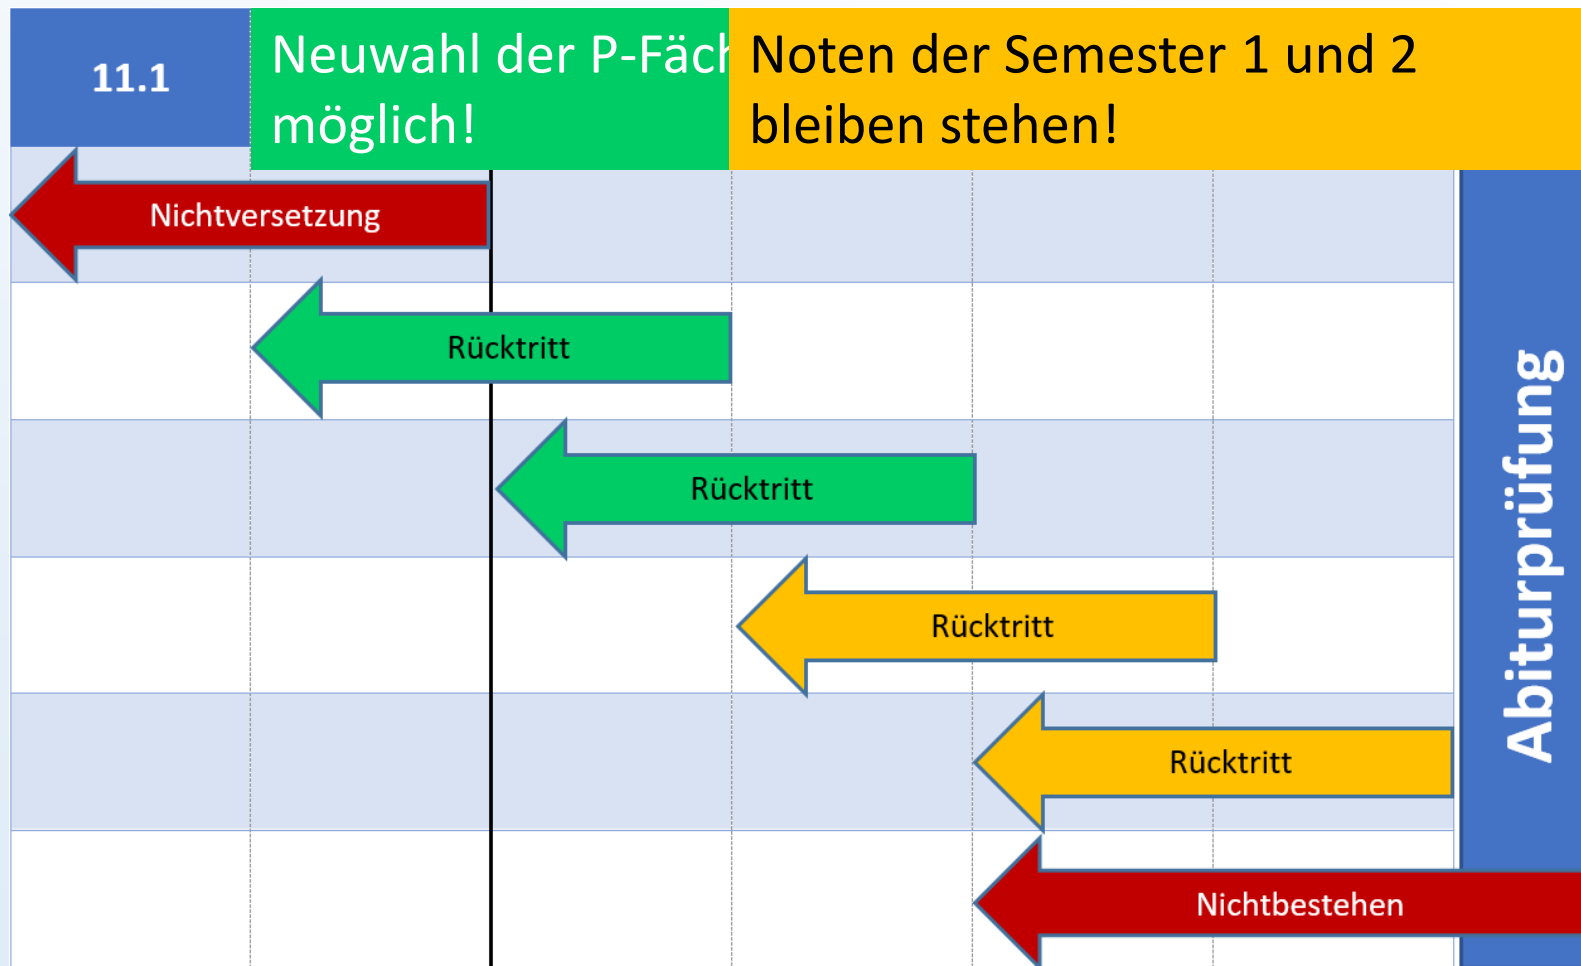 11.1
Neuwahl der P-Fäch
möglich!
Noten der Semester 1 und 2
bleiben stehen!
Nichtversetzung
Rücktritt
Rücktritt
Rücktritt
Rücktritt
Nichtbestehen
Abiturprüfung